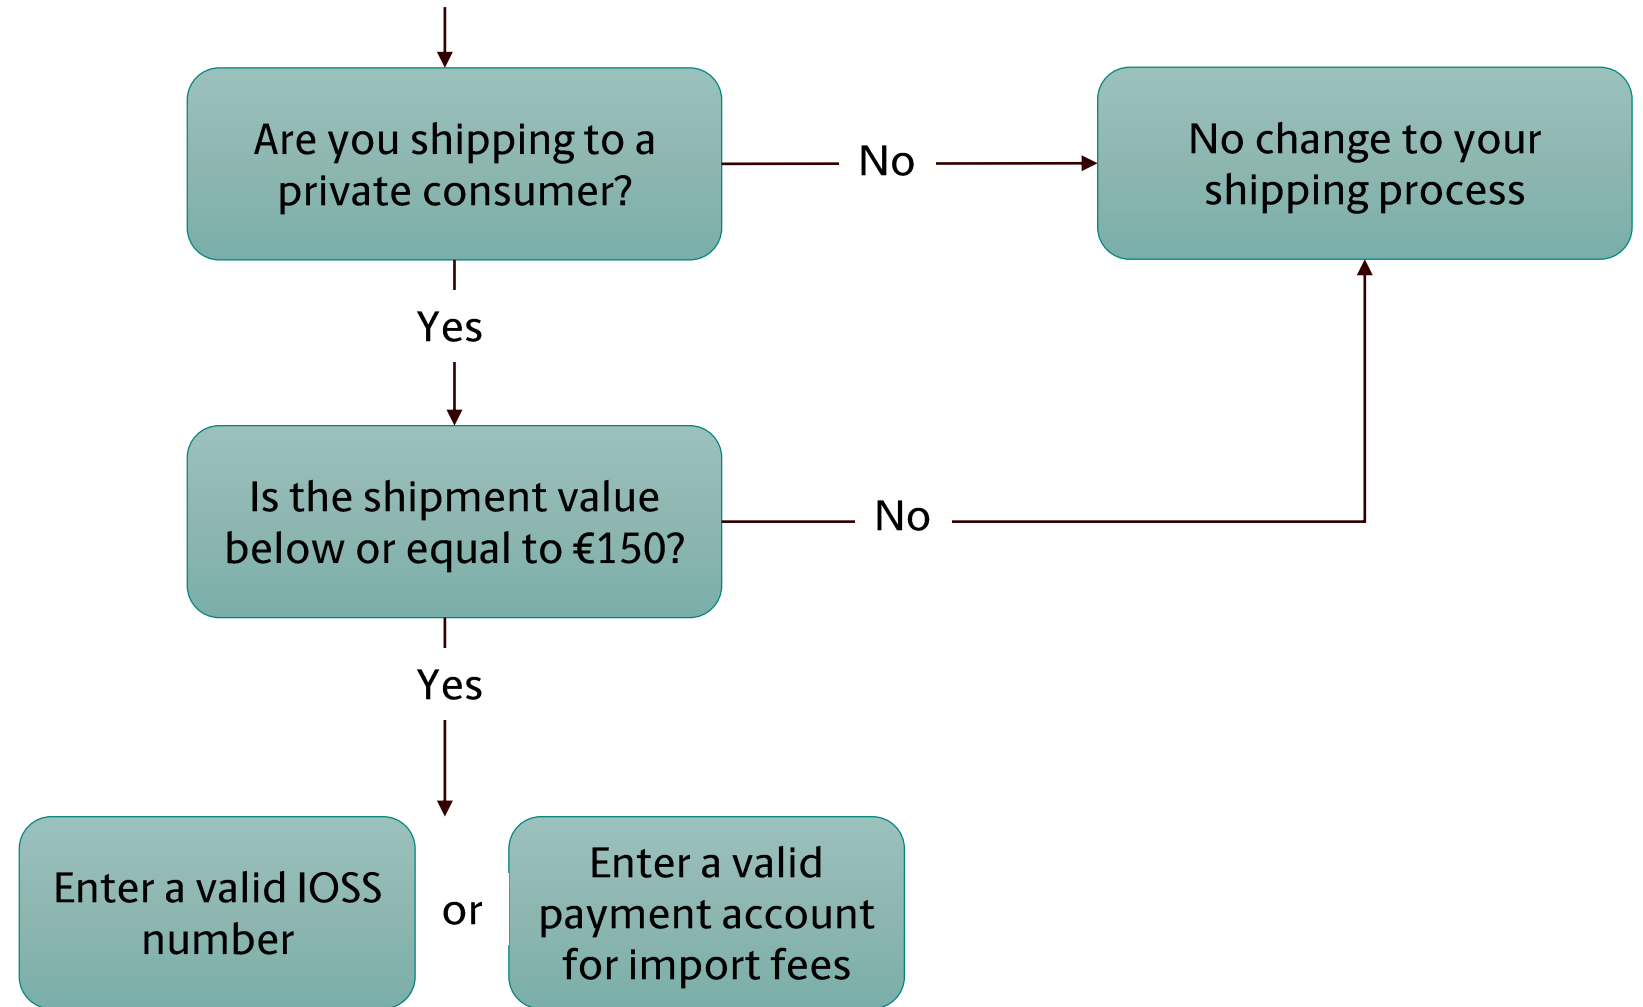 Are you shipping to a
private consumer?
No
No change to your
shipping process
Yes
Is the shipment value
below or equal to €150?
No
Yes
Enter a valid IOSS
number
or
Enter a valid
payment account
for import fees